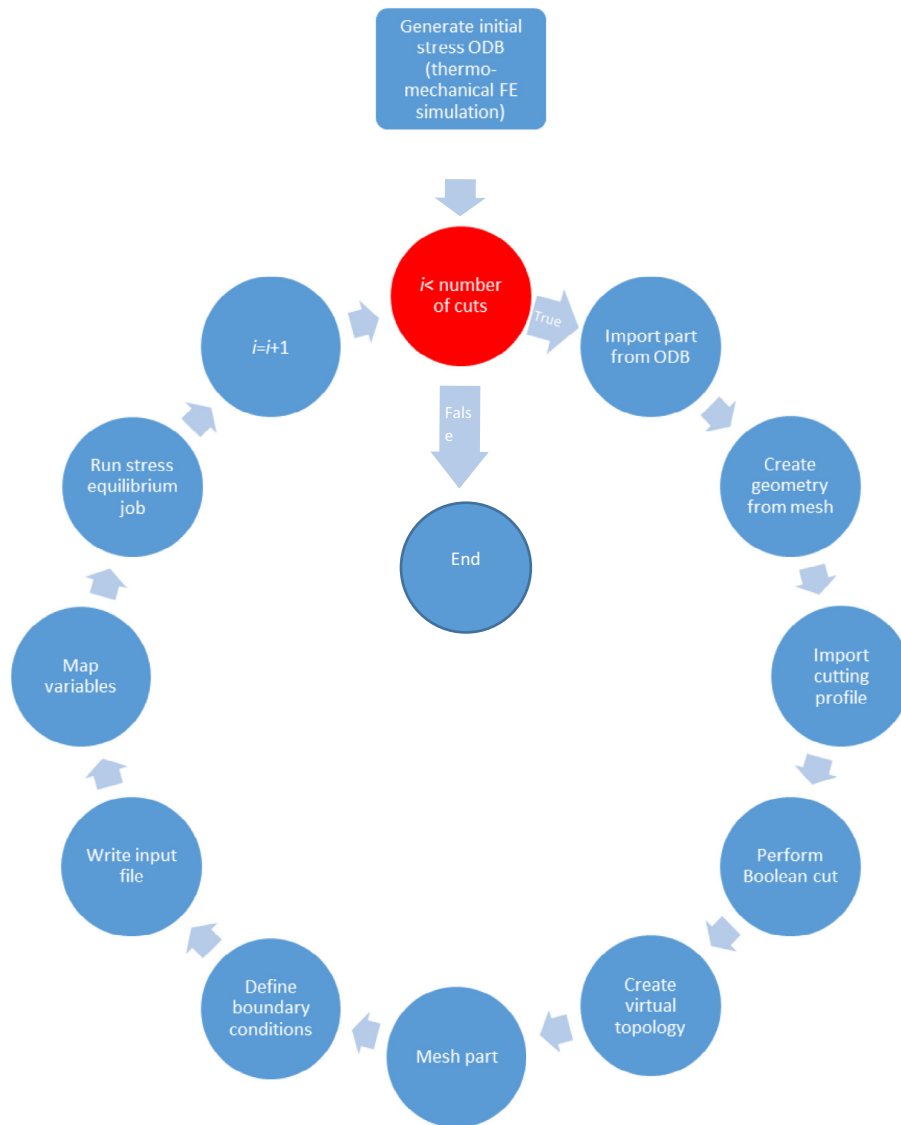 Generate initial
stress ODB
(thermo-
mechanical FE
simulation)
i< number
of cuts
True
Import part
from ODB
Create
geometry
from mesh
Import
cutting
profile
Perform
Boolean cut
Create
virtual
topology
Mesh part
Define
boundary
conditions
Write input
file
Map
variables
Run stress
equilibrium
job
i=i+1
Fals
e
End